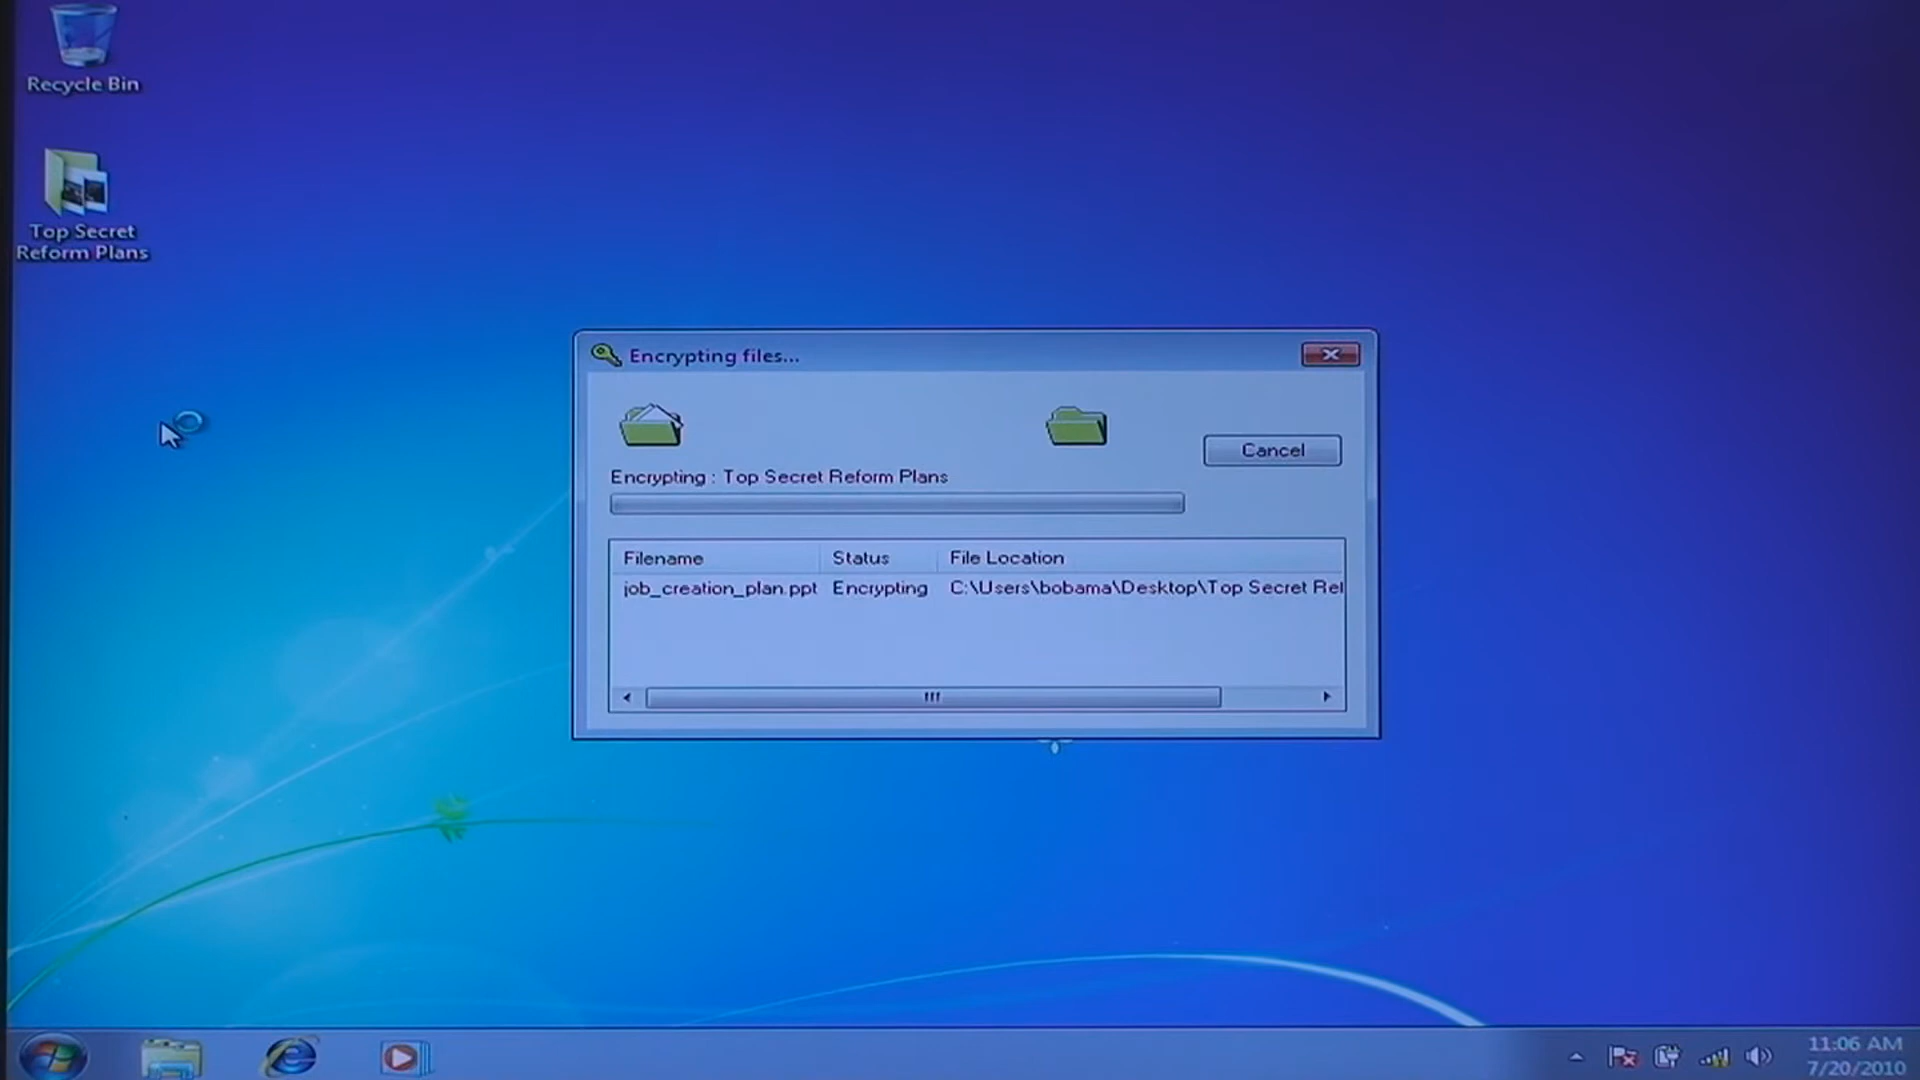 Recycle Bin
Top Secret
Reform Plans
Encrypting files...
Cancel
Encrypting : Top Secret Reform Plans
Filename Status File Location
job_creation_plan.ppt Encrypting C:\Users\bobama\Desktop\Top Secret Ref
11:06 AM
7/20/2010